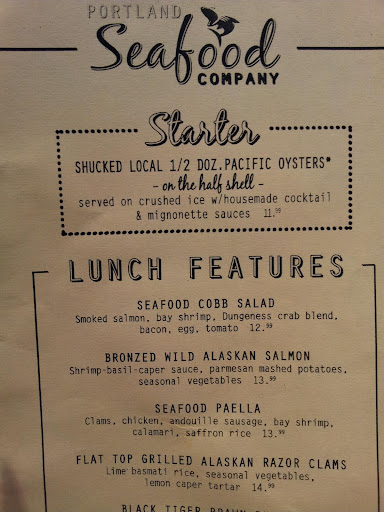 PORTLAND
Seafood
COMPANY
Starter
SHUCKED LOCAL 1/2 DOZ. PACIFIC OYSTERS*
- on the half shell -
served on crushed ice w/housemade cocktail
& mignonette sauces 11.99
LUNCH FEATURES
SEAFOOD COBB SALAD
Smoked salmon, bay shrimp, Dungeness crab blend,
bacon, egg, tomato 12.99
BRONZED WILD ALASKAN SALMON
Shrimp-basil-caper sauce, parmesan mashed potatoes,
seasonal vegetables 13.99
SEAFOOD PAELLA
Clams, chicken, andouille sausage, bay shrimp,
calamari, saffron rice 13.99
FLAT TOP GRILLED ALASKAN RAZOR CLAMS
Lime basmati rice, seasonal vegetables,
lemon caper tartar 14.99
BLACK TIGER PRAWN